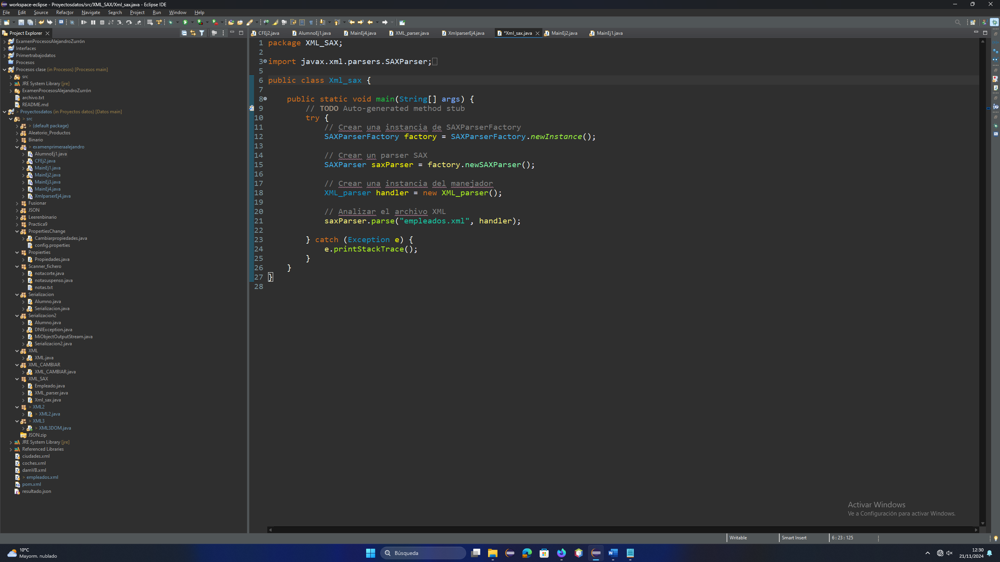 workspace-eclipse - Proyectosdatos/src/XML_SAX/Xml_sax.java - Eclipse IDE
File Edit Source Refactor Navigate Search Project Run Window Help
Project Explorer
ExamenProcesosAlejandroZurrón
Interfaces
Primertrabajodatos
Procesos
Procesos clase (in Procesos) [Procesos main]
src
JRE System Library [jre]
ExamenProcesosAlejandroZurrón
archivo.txt
README.md
> Proyectosdatos (in Proyectos datos) [Datos main]
> src
> (default package)
Aleatorio_Productos
Binario
> examenprimeraalejandro
AlumnoEj1.java
CFEj2.java
MainEj1.java
MainEj2.java
MainEj3.java
MainEj4.java
XmlparserEj4.java
Fusionar
JSON
Leerenbinario
Practica9
PropertiesChange
Cambiarpropiedades.java
config.properties
Propierties
Propiedades.java
Scanner_fichero
notacorte.java
notasuspenso.java
notas.txt
Serializacion
Alumno.java
Serializacion.java
Serializacion2
Alumno.java
DNIException.java
MiObjectOutputStream.java
Serializacion2.java
XML
XML.java
XML_CAMBIAR
XML_CAMBIAR.java
XML_SAX
Empleado.java
XML_parser.java
Xml_sax.java
> XML2
> XML2.java
> XML3
> XML3DOM.java
JSON.zip
JRE System Library [jre]
Referenced Libraries
ciudades.xml
coches.xml
damVB.xml
> empleados.xml
pom.xml
resultado.json
CFEj2.java AlumnoEj1.java MainEj4.java XML_parser.java XmlparserEj4.java *Xml_sax.java MainEj2.java MainEj1.java
1 package XML_SAX;
2
3 import javax.xml.parsers.SAXParser;
5
6 public class Xml_sax {
7
8 public static void main(String[] args) {
9 // TODO Auto-generated method stub
10 try {
11 // Crear una instancia de SAXParserFactory
12 SAXParserFactory factory = SAXParserFactory.newInstance();
13
14 // Crear un parser SAX
15 SAXParser saxParser = factory.newSAXParser();
16
17 // Crear una instancia del manejador
18 XML_parser handler = new XML_parser();
19
20 // Analizar el archivo XML
21 saxParser.parse("empleados.xml", handler);
22
23 } catch (Exception e) {
24 e.printStackTrace();
25 }
26 }
27 }
28
Activar Windows
Ve a Configuración para activar Windows.
Writable Smart Insert 6 : 23 : 125
10°C
Mayorm. nublado
Búsqueda
12:30
21/11/2024